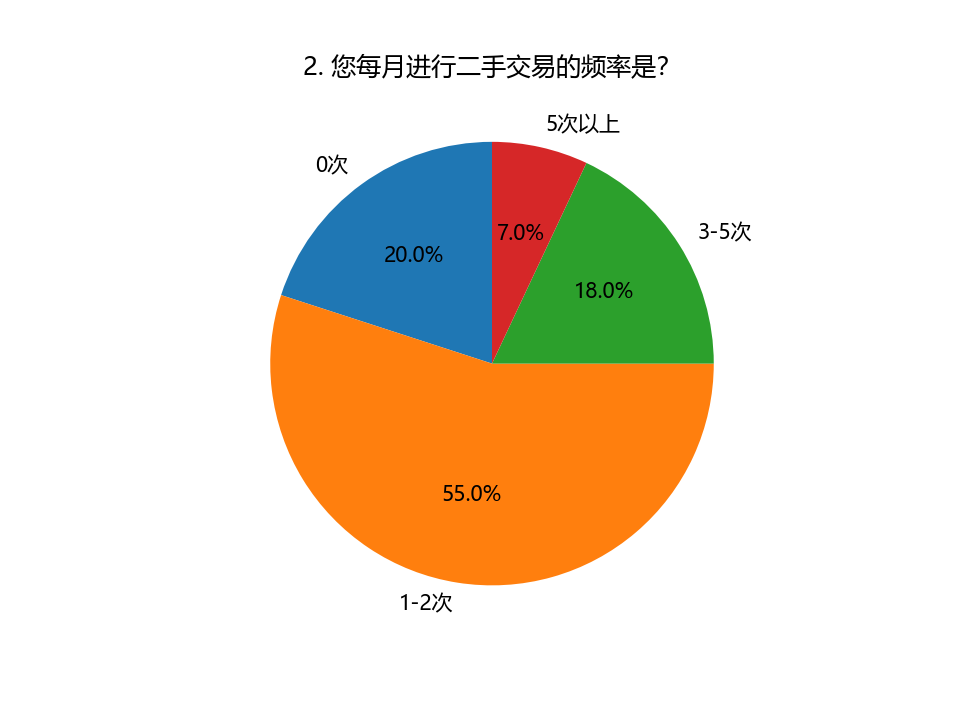 2. 您每月进行二手交易的频率是?
5次以上
0次
3-5次
7.0%
20.0%
18.0%
55.0%
1-2次